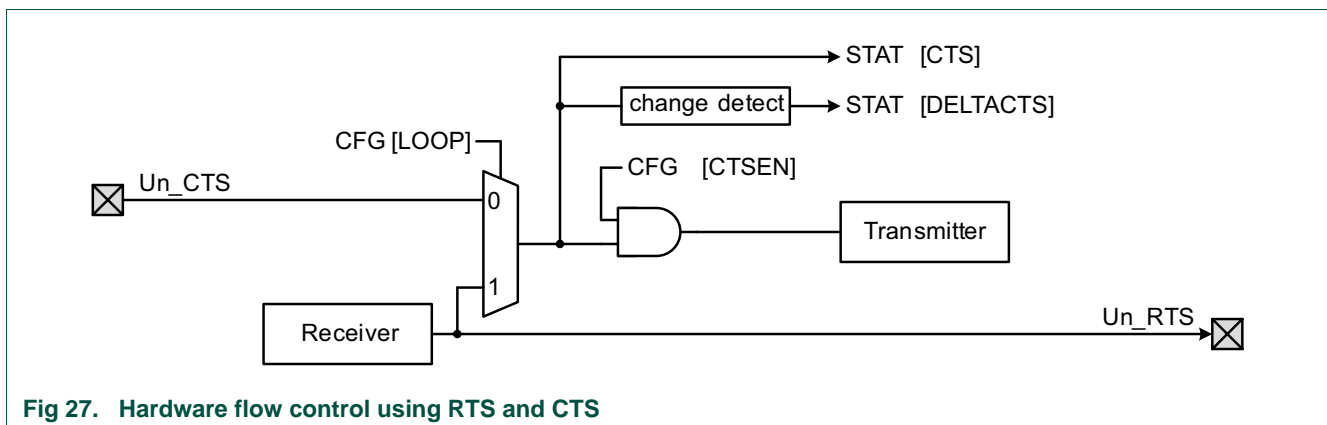 STAT [CTS]
change detect
STAT [DELTACTS]
CFG [LOOP]
CFG [CTSEN]
Un_CTS
0
Transmitter
1
Receiver
Un_RTS
Fig 27. Hardware flow control using RTS and CTS